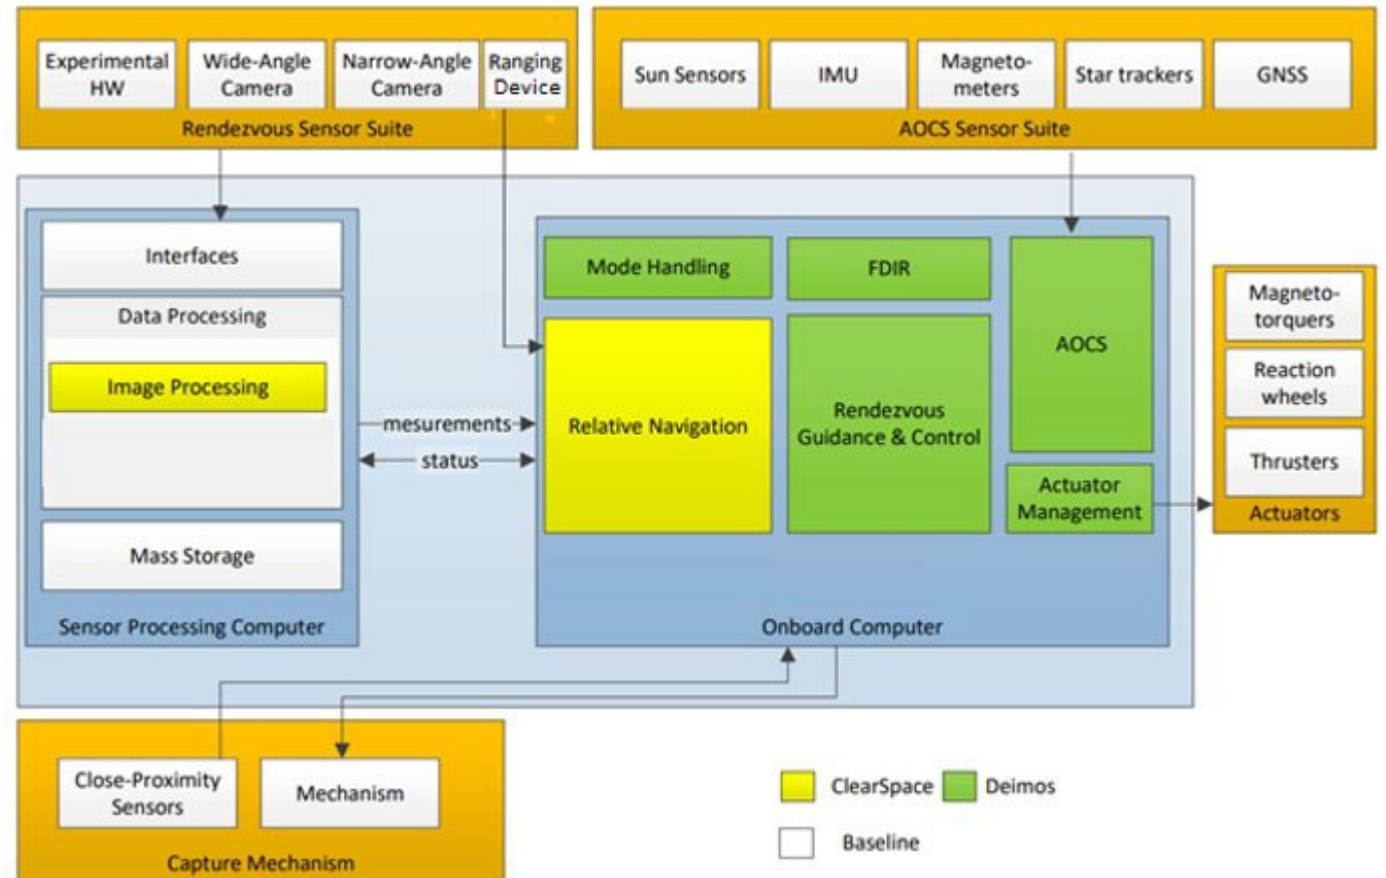 Experimental
HW
Wide-Angle
Camera
Narrow-Angle
Camera
Ranging
Device
Rendezvous Sensor Suite
Sun Sensors
IMU
Magneto-
meters
Star trackers
GNSS
AOCS Sensor Suite
Interfaces
Data Processing
Image Processing
Mass Storage
Sensor Processing Computer
mesurements
status
Mode Handling
FDIR
AOCS
Relative Navigation
Rendezvous
Guidance & Control
Actuator
Management
Onboard Computer
Magneto-
torquers
Reaction
wheels
Thrusters
Actuators
Close-Proximity
Sensors
Mechanism
Capture Mechanism
ClearSpace
Deimos
Baseline